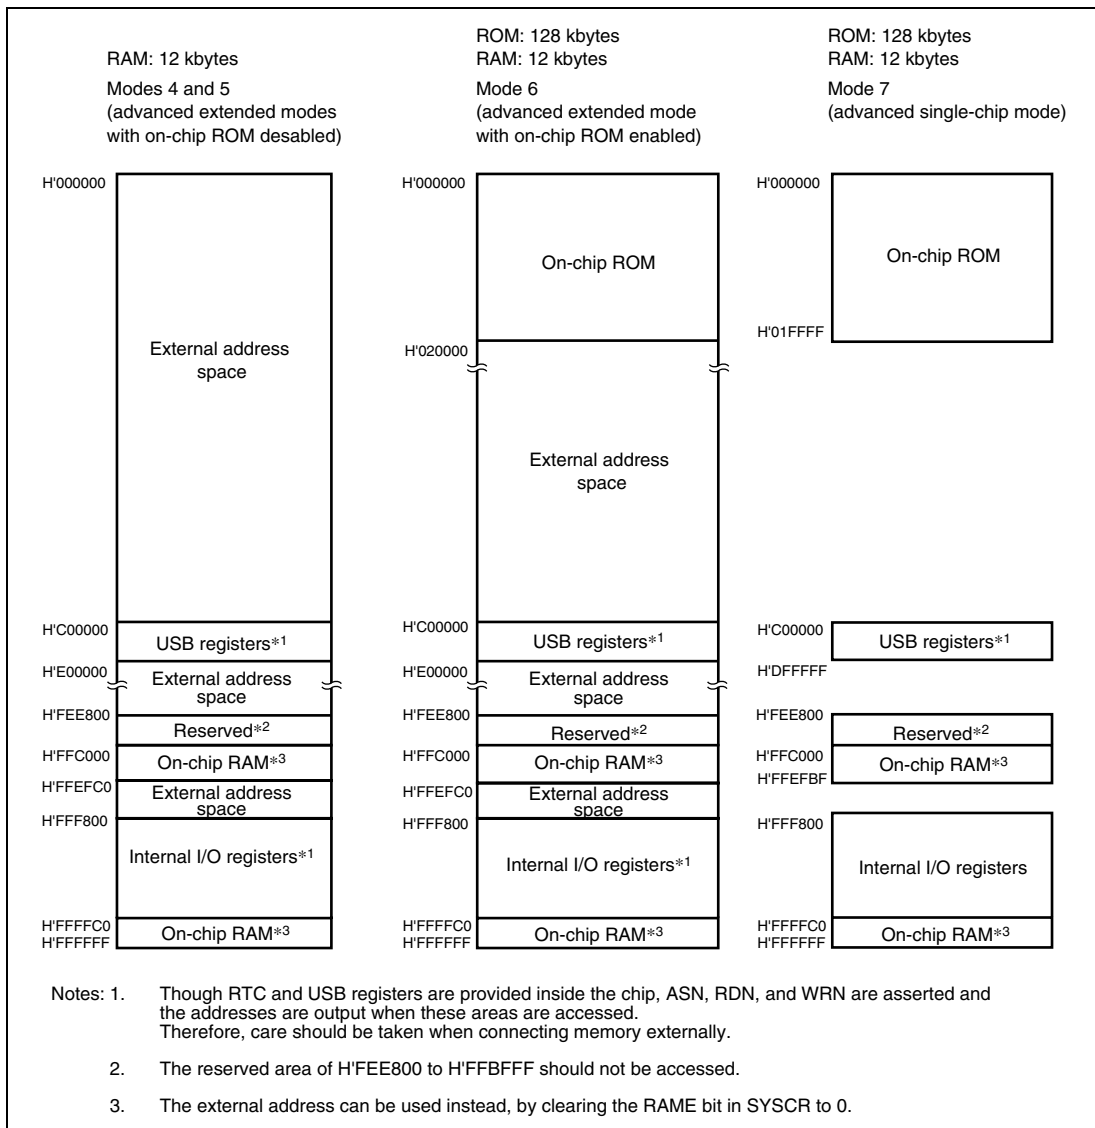 RAM: 12 kbytes
Modes 4 and 5
(advanced extended modes
with on-chip ROM desabled)
H'000000
External address
space
H'C00000
USB registers*1
H'E00000
External address
space
H'FEE800
Reserved*2
H'FFC000
On-chip RAM*3
H'FFEFC0
External address
space
H'FFF800
Internal I/O registers*1
H'FFFFC0
On-chip RAM*3
H'FFFFFF
ROM: 128 kbytes
RAM: 12 kbytes
Mode 6
(advanced extended mode
with on-chip ROM enabled)
H'000000
On-chip ROM
H'020000
External address
space
H'C00000
USB registers*1
H'E00000
External address
space
H'FEE800
Reserved*2
H'FFC000
On-chip RAM*3
H'FFEFC0
External address
space
H'FFF800
Internal I/O registers*1
H'FFFFC0
On-chip RAM*3
H'FFFFFF
ROM: 128 kbytes
RAM: 12 kbytes
Mode 7
(advanced single-chip mode)
H'000000
On-chip ROM
H'01FFFF
H'C00000
USB registers*1
H'DFFFFF
H'FEE800
Reserved*2
H'FFC000
On-chip RAM*3
H'FFEFBF
H'FFF800
Internal I/O registers
H'FFFFC0
On-chip RAM*3
H'FFFFFF
Notes: 1. Though RTC and USB registers are provided inside the chip, ASN, RDN, and WRN are asserted and
the addresses are output when these areas are accessed.
Therefore, care should be taken when connecting memory externally.
2. The reserved area of H'FEE800 to H'FFBFFF should not be accessed.
3. The external address can be used instead, by clearing the RAME bit in SYSCR to 0.